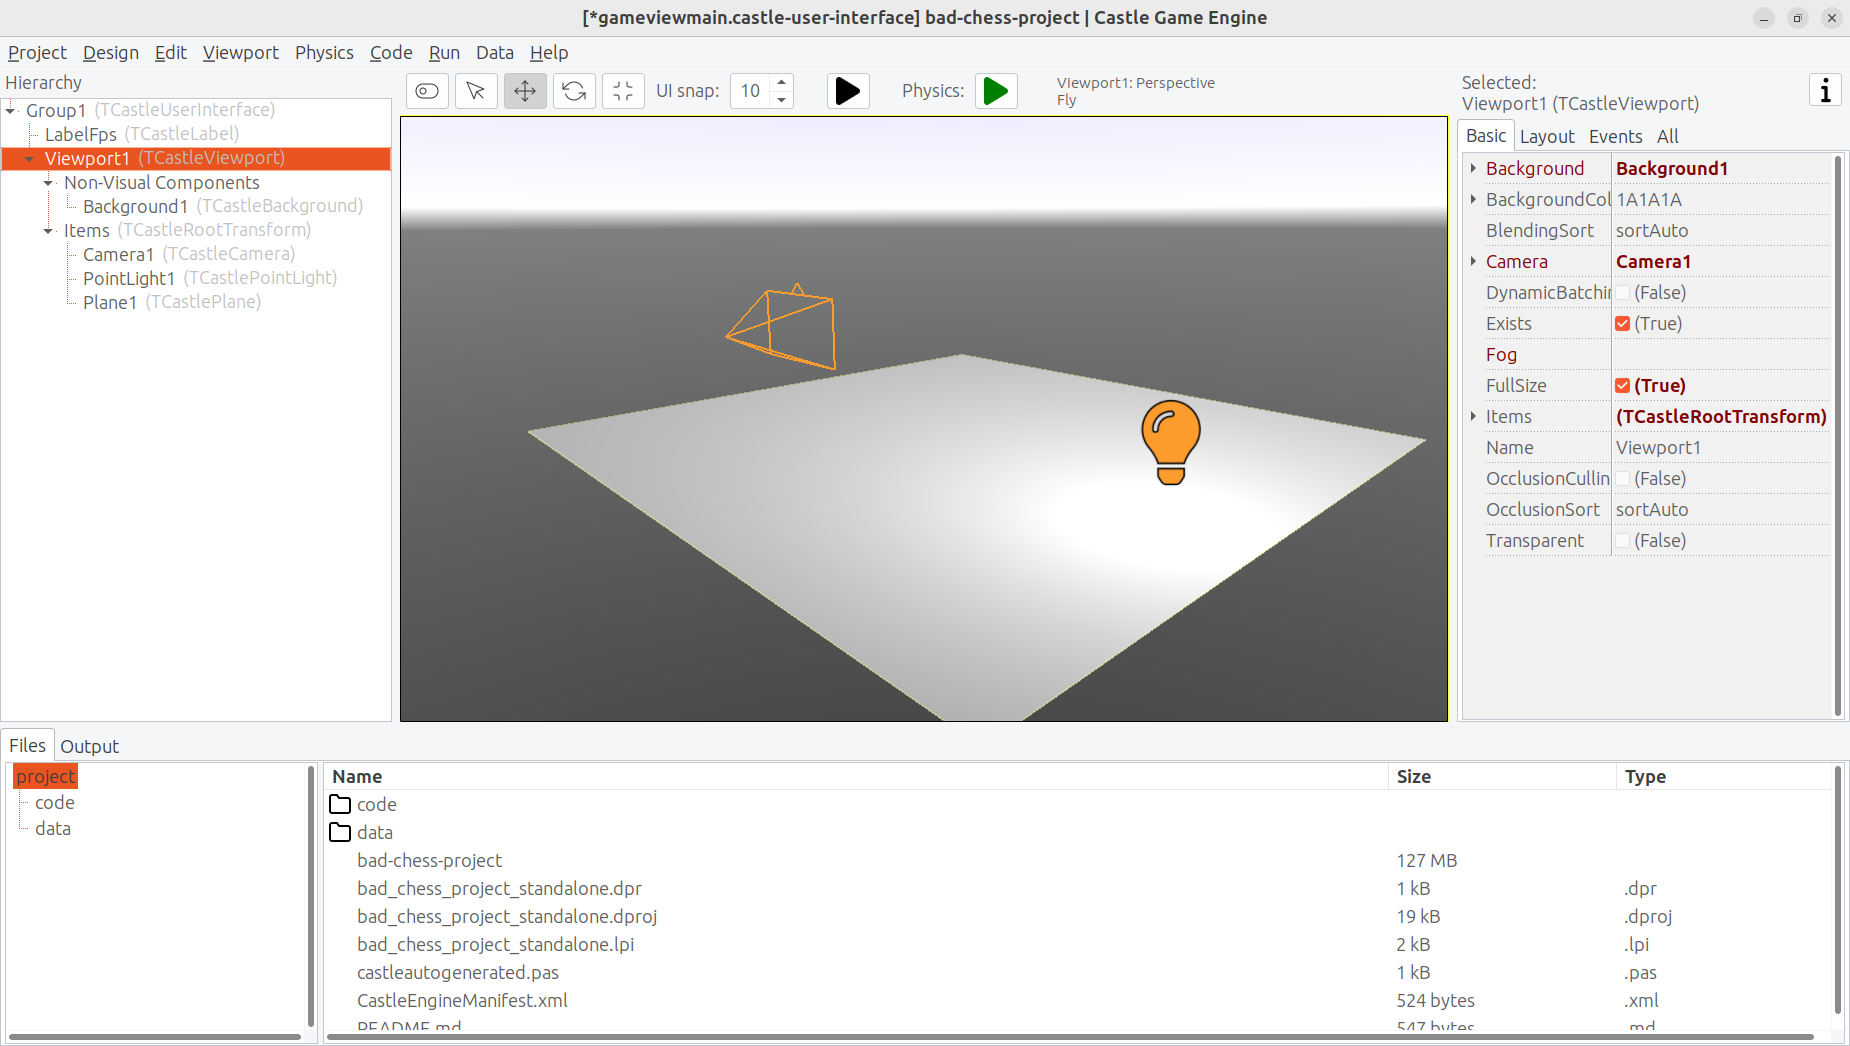 [*gameviewmain.castle-user-interface] bad-chess-project | Castle Game Engine
Project Design Edit Viewport Physics Code Run Data Help
Hierarchy
Group1 (TCastleUserInterface)
LabelFps (TCastleLabel)
Viewport1 (TCastleViewport)
Non-Visual Components
Background1 (TCastleBackground)
Items (TCastleRootTransform)
Camera1 (TCastleCamera)
PointLight1 (TCastlePointLight)
Plane1 (TCastlePlane)
UI snap: 10 Physics:
Viewport1: Perspective
Fly
Selected:
Viewport1 (TCastleViewport)
Basic Layout Events All
Background Background1
BackgroundCol 1A1A1A
BlendingSort sortAuto
Camera Camera1
DynamicBatchin (False)
Exists (True)
Fog
FullSize (True)
Items (TCastleRootTransform)
Name Viewport1
OcclusionCullin (False)
OcclusionSort sortAuto
Transparent (False)
Files Output
project
code
data
Name Size Type
code
data
bad-chess-project 127 MB
bad_chess_project_standalone.dpr 1 kB .dpr
bad_chess_project_standalone.dproj 19 kB .dproj
bad_chess_project_standalone.lpi 2 kB .lpi
castleautogenerated.pas 1 kB .pas
CastleEngineManifest.xml 524 bytes .xml
README.md 547 bytes .md